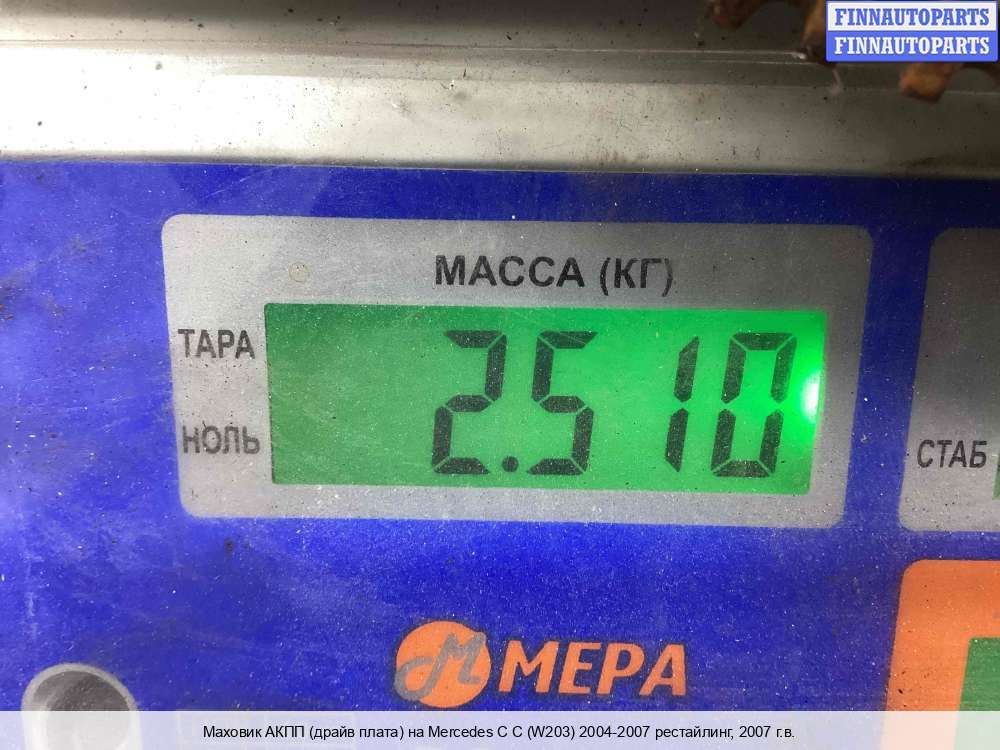 FINNAUTOPARTS
FINNAUTOPARTS
МАССА (КГ)
ТАРА
2.510
НОЛЬ
СТАБ
МЕРА
Маховик АКПП (драйв плата) на Mercedes C C (W203) 2004-2007 рестайлинг, 2007 г.в.